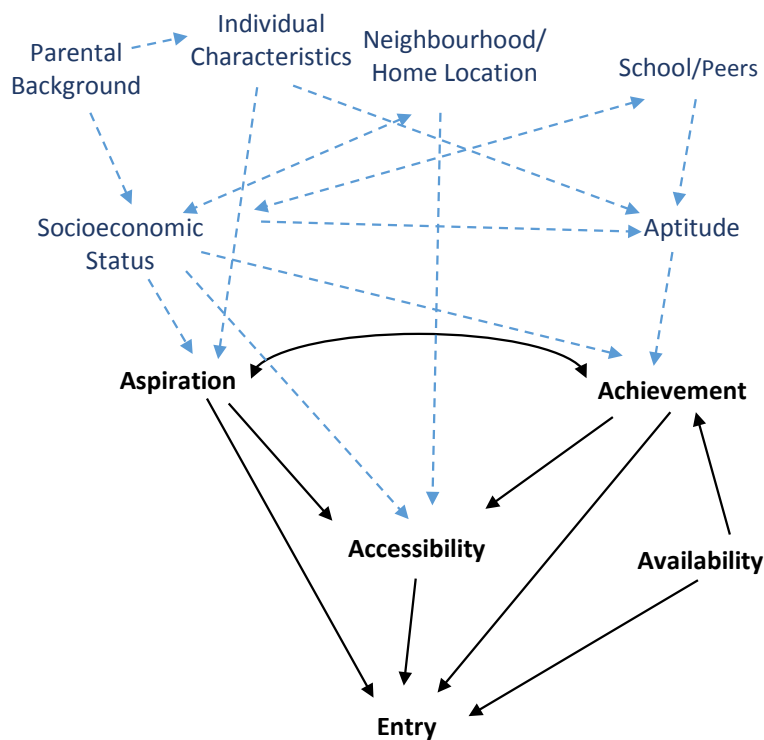 Parental
Background
Individual
Characteristics
Neighbourhood/
Home Location
School/Peers
Socioeconomic
Status
Aptitude
Aspiration
Achievement
Accessibility
Availability
Entry